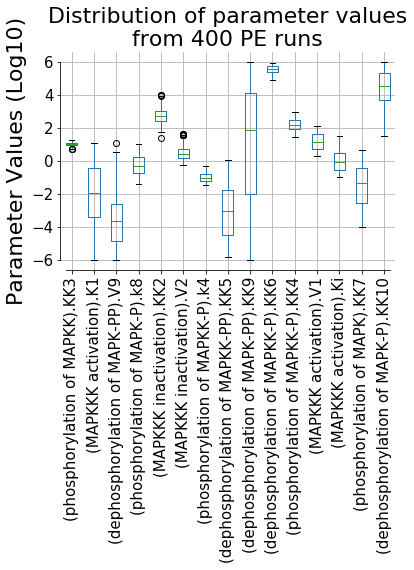 Distribution of parameter values
from 400 PE runs
Parameter Values (Log10)
6
4
2
0
−2
−4
−6
(phosphorylation of MAPKK).KK3
(MAPKKK activation).K1
(dephosphorylation of MAPK-PP).V9
(phosphorylation of MAPK-P).k8
(MAPKKK inactivation).KK2
(MAPKKK inactivation).V2
(phosphorylation of MAPKK-P).k4
(dephosphorylation of MAPKK-PP).KK5
(dephosphorylation of MAPK-PP).KK9
(dephosphorylation of MAPKK-P).KK6
(phosphorylation of MAPKK-P).KK4
(MAPKKK activation).V1
(MAPKKK activation).Ki
(phosphorylation of MAPK).KK7
(dephosphorylation of MAPK-P).KK10